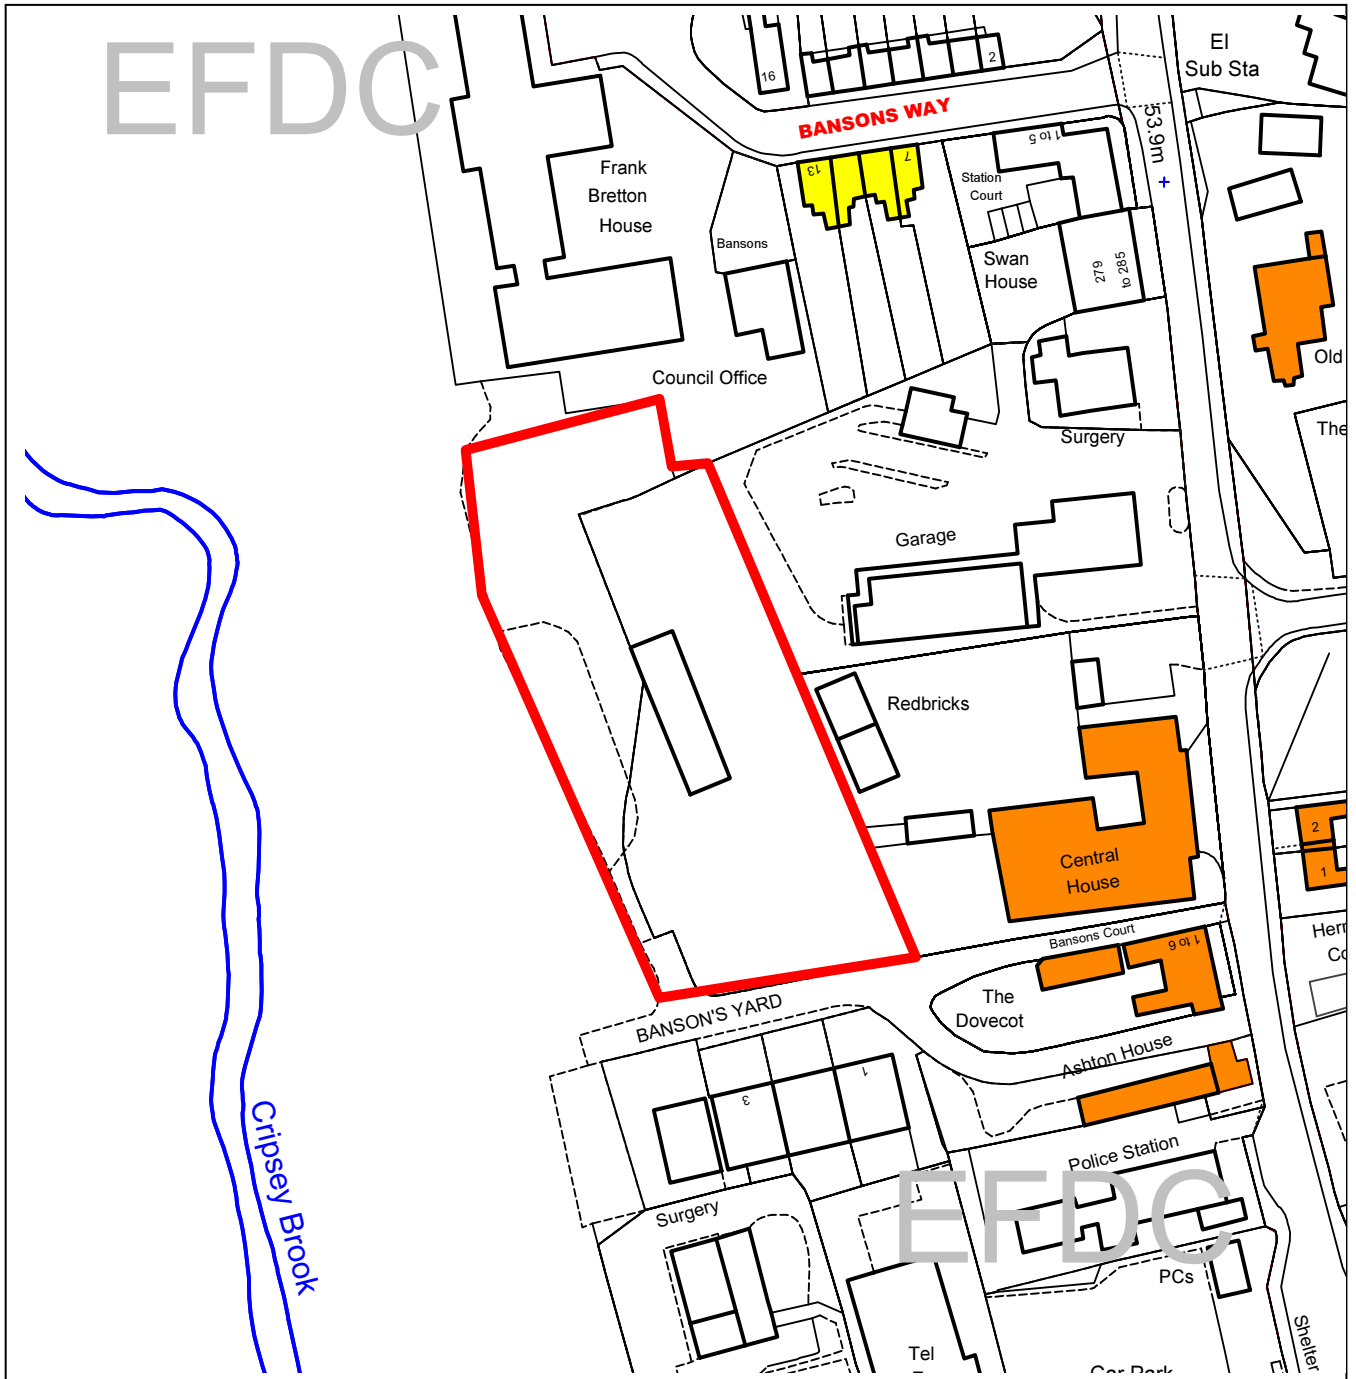 EFDC
El
Sub Sta
16
2
BANSONS WAY
53.9m
1 to 5
13
7
Frank
Bretton
House
Station
Court
Bansons
Swan
House
279
to 285
Old
Council Office
The
Surgery
Garage
Redbricks
Central
House
2
1
Bansons Court
1 to 6
The
Dovecot
BANSON'S YARD
Ashton House
1
3
Cripsey Brook
Police Station
EFDC
Surgery
PCs
Shelter
Tel
Car Park